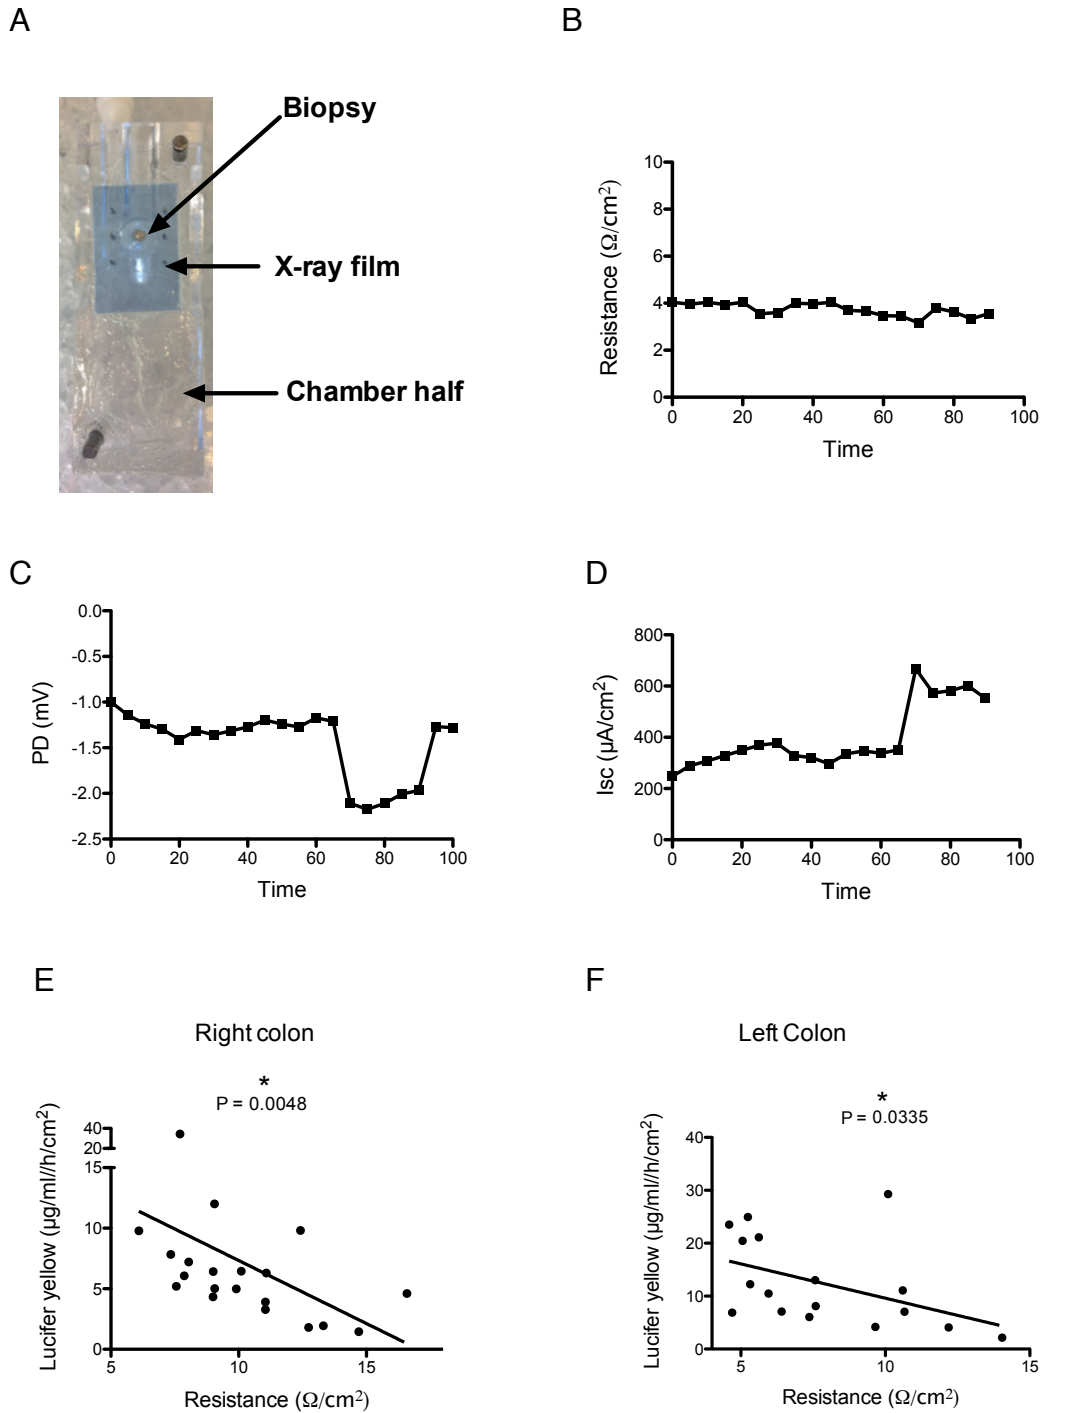 A
Biopsy
X-ray film
Chamber half
B
10
8
6
4
2
0
0 20 40 60 80 100
Resistance (Ω/cm²)
Time
C
0.0
-0.5
-1.0
-1.5
-2.0
-2.5
0 20 40 60 80 100
PD (mV)
Time
D
800
600
400
200
0
0 20 40 60 80 100
Isc (µA/cm²)
Time
E
Right colon
*
P = 0.0048
40
20
15
10
5
0
5 10 15
Lucifer yellow (µg/ml//h/cm²)
Resistance (Ω/cm²)
F
Left Colon
*
P = 0.0335
40
30
20
10
0
5 10 15
Lucifer yellow (µg/ml//h/cm²)
Resistance (Ω/cm²)